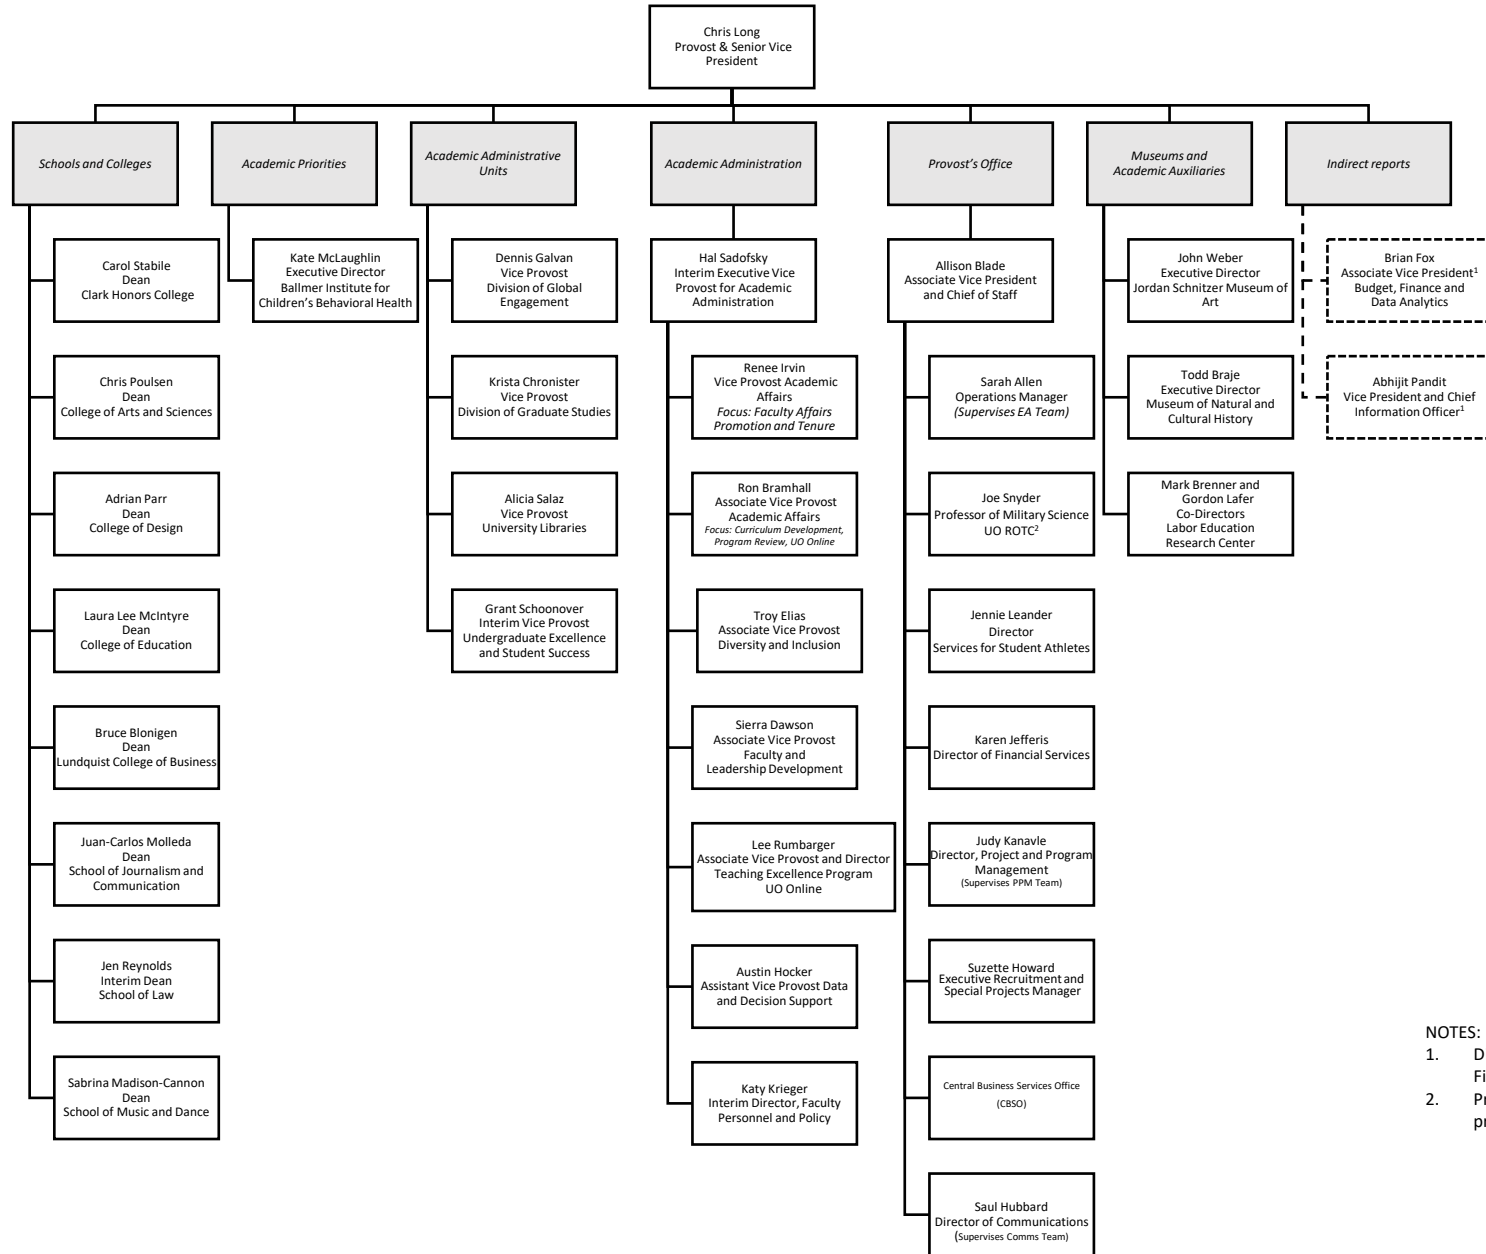 Chris Long
Provost & Senior Vice
President
Schools and Colleges
Academic Priorities
Academic Administrative
Units
Academic Administration
Provost's Office
Museums and
Academic Auxiliaries
Indirect reports
Carol Stabile
Dean
Clark Honors College
Chris Poulsen
Dean
College of Arts and Sciences
Adrian Parr
Dean
College of Design
Laura Lee McIntyre
Dean
College of Education
Bruce Blonigen
Dean
Lundquist College of Business
Juan-Carlos Molleda
Dean
School of Journalism and
Communication
Jen Reynolds
Interim Dean
School of Law
Sabrina Madison-Cannon
Dean
School of Music and Dance
Kate McLaughlin
Executive Director
Ballmer Institute for
Children's Behavioral Health
Dennis Galvan
Vice Provost
Division of Global
Engagement
Krista Chronister
Vice Provost
Division of Graduate Studies
Alicia Salaz
Vice Provost
University Libraries
Grant Schoonover
Interim Vice Provost
Undergraduate Excellence
and Student Success
Hal Sadofsky
Interim Executive Vice
Provost for Academic
Administration
Renee Irvin
Vice Provost Academic
Affairs
Focus: Faculty Affairs
Promotion and Tenure
Ron Bramhall
Associate Vice Provost
Academic Affairs
Focus: Curriculum Development,
Program Review, UO Online
Troy Elias
Associate Vice Provost
Diversity and Inclusion
Sierra Dawson
Associate Vice Provost
Faculty and
Leadership Development
Lee Rumbarger
Associate Vice Provost and Director
Teaching Excellence Program
UO Online
Austin Hocker
Assistant Vice Provost Data
and Decision Support
Katy Krieger
Interim Director, Faculty
Personnel and Policy
Allison Blade
Associate Vice President
and Chief of Staff
Sarah Allen
Operations Manager
(Supervises EA Team)
Joe Snyder
Professor of Military Science
UO ROTC²
Jennie Leander
Director
Services for Student Athletes
Karen Jefferis
Director of Financial Services
Judy Kanavle
Director, Project and Program
Management
(Supervises PPM Team)
Suzette Howard
Executive Recruitment and
Special Projects Manager
Central Business Services Office
(CBSO)
Saul Hubbard
Director of Communications
(Supervises Comms Team)
John Weber
Executive Director
Jordan Schnitzer Museum of
Art
Todd Braje
Executive Director
Museum of Natural and
Cultural History
Mark Brenner and
Gordon Lafer
Co-Directors
Labor Education
Research Center
Brian Fox
Associate Vice President¹
Budget, Finance and
Data Analytics
Abhijit Pandit
Vice President and Chief
Information Officer¹
NOTES:
1.
2.